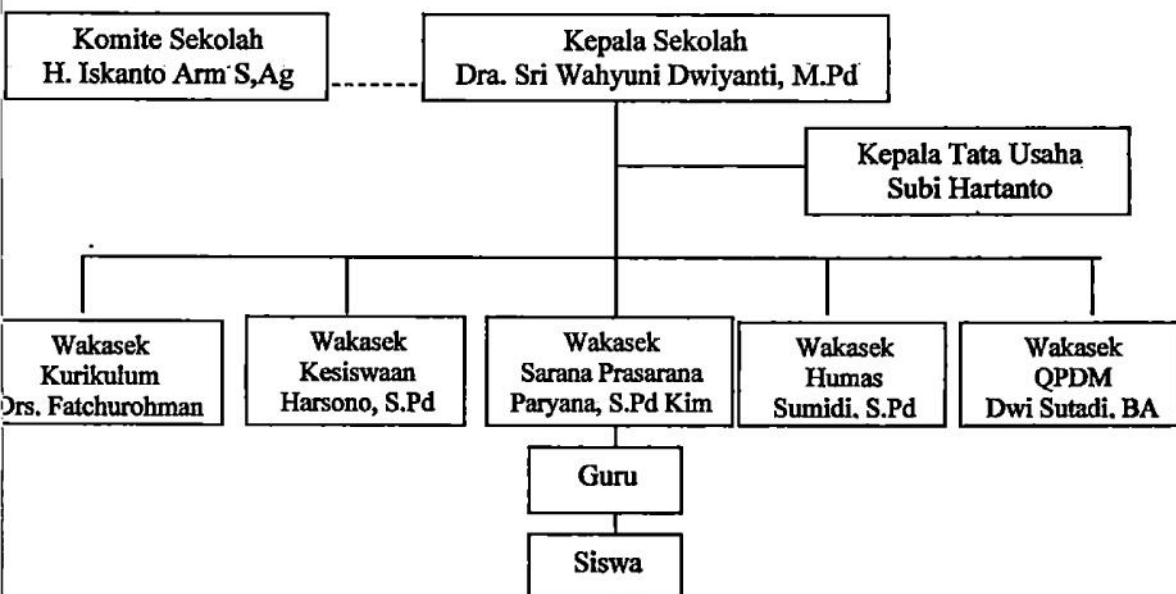 Komite Sekolah
H. Iskanto Arm S,Ag
Kepala Sekolah
Dra. Sri Wahyuni Dwiyanti, M.Pd
Kepala Tata Usaha
Subi Hartanto
Wakasek
Kurikulum
Drs. Fatchurohman
Wakasek
Kesiswaan
Harsono, S.Pd
Wakasek
Sarana Prasarana
Paryana, S.Pd Kim
Wakasek
Humas
Sumidi, S.Pd
Wakasek
QPDM
Dwi Sutadi, BA
Guru
Siswa